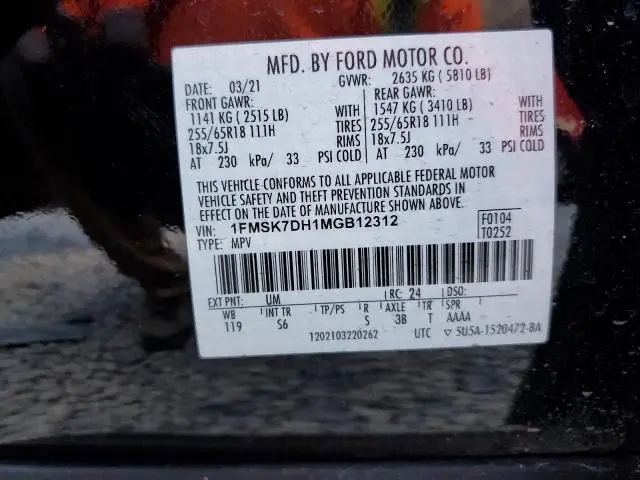 MFD. BY FORD MOTOR CO.
DATE: 03/21 GVWR: 2635 KG ( 5810 LB)
FRONT GAWR: REAR GAWR:
1141 KG ( 2515 LB) WITH 1547 KG ( 3410 LB) WITH
255/65R18 111H TIRES 255/65R18 111H TIRES
18x7.5J RIMS 18x7.5J RIMS
AT 230 kPa/ 33 PSI COLD AT 230 kPa/ 33 PSI COLD
THIS VEHICLE CONFORMS TO ALL APPLICABLE FEDERAL MOTOR
VEHICLE SAFETY AND THEFT PREVENTION STANDARDS IN
EFFECT ON THE DATE OF MANUFACTURE SHOWN ABOVE.
VIN: 1FMSK7DH1MGB12312 F0104
TYPE: MPV T0252
EXT PNT: UM RC: 24 DSO:
WB INT TR TP/PS R AXLE TR SPR
119 S6 S 3B T AAAA
1202103220262 UTC ▽ 5U5A-1520472-BA